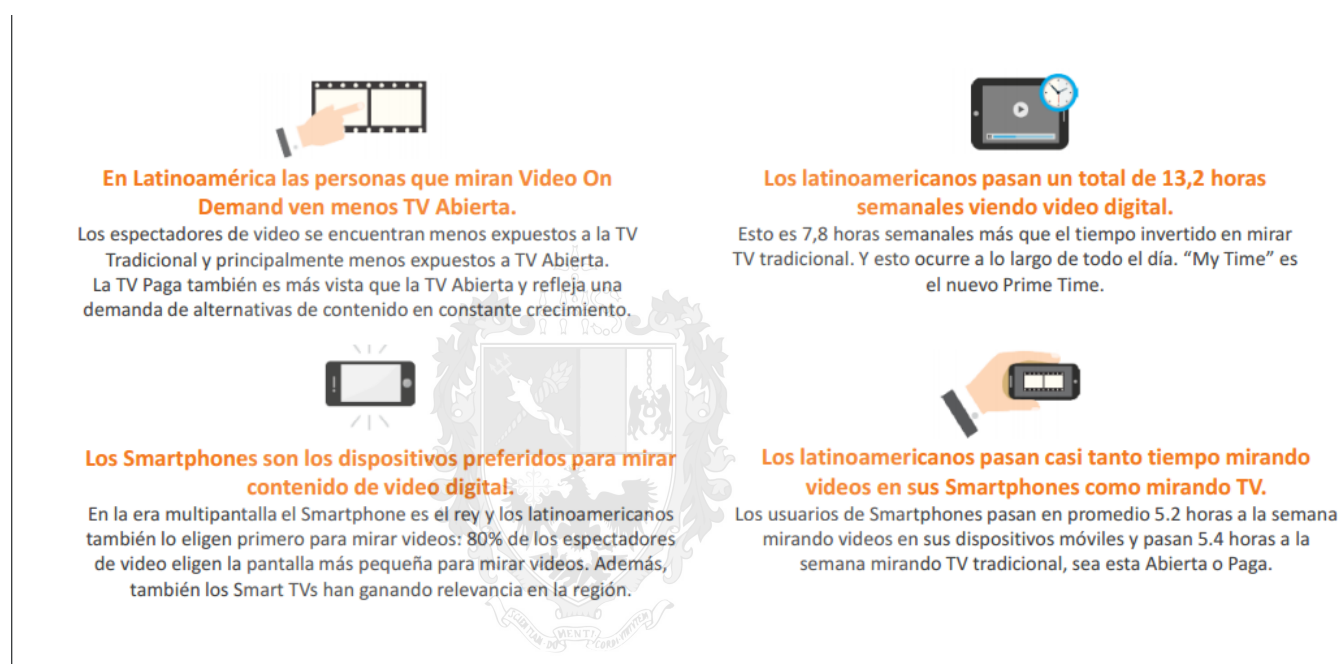 En Latinoamérica las personas que miran Video On
Demand ven menos TV Abierta.
Los espectadores de video se encuentran menos expuestos a la TV
Tradicional y principalmente menos expuestos a TV Abierta.
La TV Paga también es más vista que la TV Abierta y refleja una
demanda de alternativas de contenido en constante crecimiento.
Los latinoamericanos pasan un total de 13,2 horas
semanales viendo video digital.
Esto es 7,8 horas semanales más que el tiempo invertido en mirar
TV tradicional. Y esto ocurre a lo largo de todo el día. “My Time” es
el nuevo Prime Time.
Los Smartphones son los dispositivos preferidos para mirar
contenido de video digital.
En la era multipantalla el Smartphone es el rey y los latinoamericanos
también lo eligen primero para mirar videos: 80% de los espectadores
de video eligen la pantalla más pequeña para mirar videos. Además,
también los Smart TVs han ganando relevancia en la región.
Los latinoamericanos pasan casi tanto tiempo mirando
videos en sus Smartphones como mirando TV.
Los usuarios de Smartphones pasan en promedio 5.2 horas a la semana
mirando videos en sus dispositivos móviles y pasan 5.4 horas a la
semana mirando TV tradicional, sea esta Abierta o Paga.